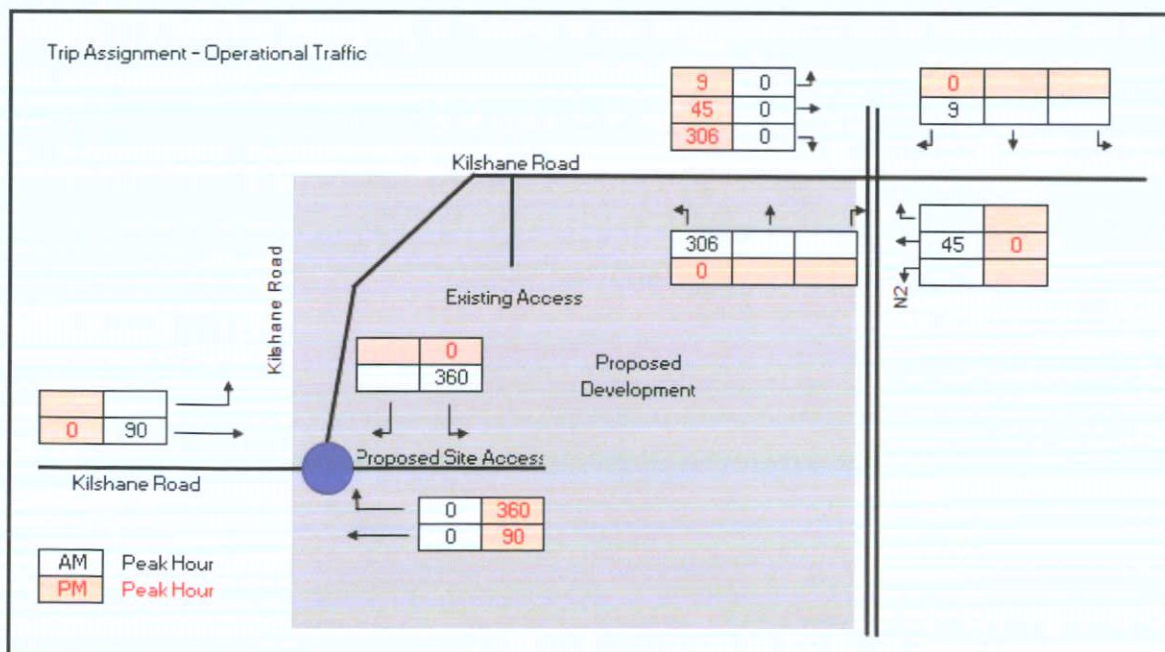 Trip Assignment - Operational Traffic
9 0
45 0
306 0
0
9
Kilshane Road
306
0
45 0
N2
Kilshane Road
Existing Access
0
360
Proposed
Development
0 90
Proposed Site Access
Kilshane Road
0 360
0 90
AM Peak Hour
PM Peak Hour